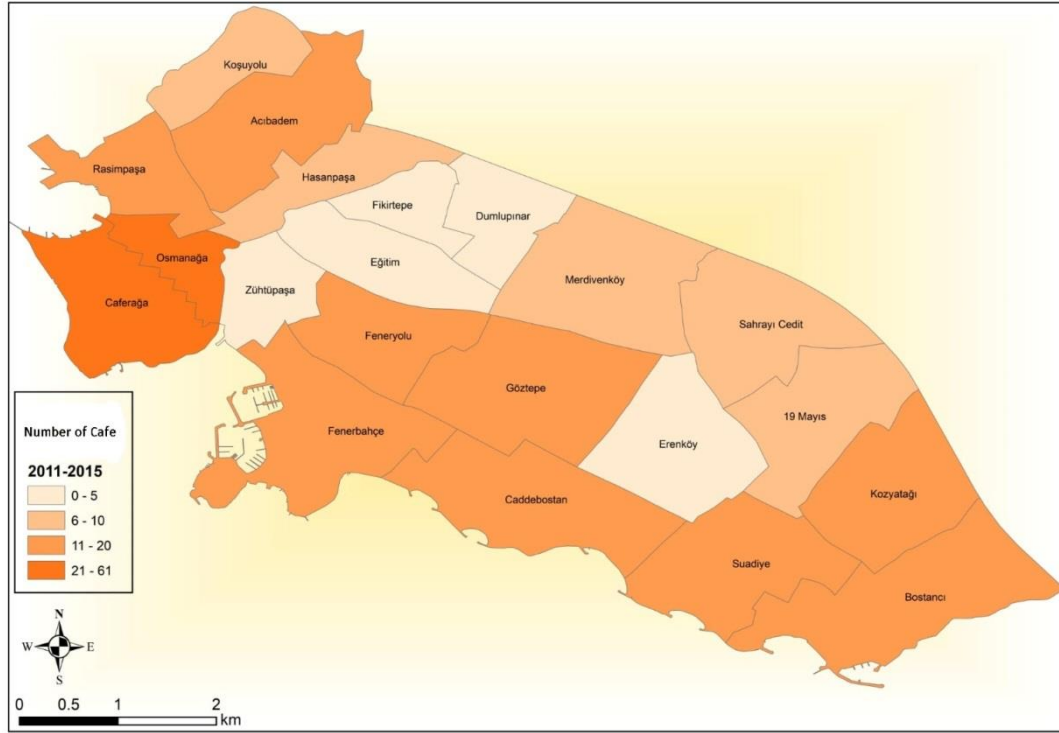 Koşuyolu
Acıbadem
Rasimpaşa
Hasanpaşa
Fikirtepe
Dumlupınar
Osmanağa
Eğitim
Merdivenköy
Zühtüpaşa
Caferağa
Sahrayı Cedit
Feneryolu
Göztepe
19 Mayıs
Fenerbahçe
Erenköy
Kozyatağı
Caddebostan
Suadiye
Bostancı
Number of Cafe
2011-2015
0 - 5
6 - 10
11 - 20
21 - 61
N
W E
S
0 0.5 1 2
km